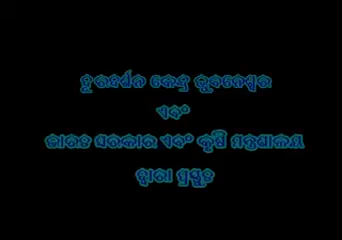 ଦୂରଦର୍ଶନ କେନ୍ଦ୍ର ଭୁବନେଶ୍ୱର
ଏବଂ
ଭାରତ ସରକାର ଏବଂ କୃଷି ମନ୍ତ୍ରଣାଳୟ
ଦ୍ୱାରା ପ୍ରସ୍ତୁତ